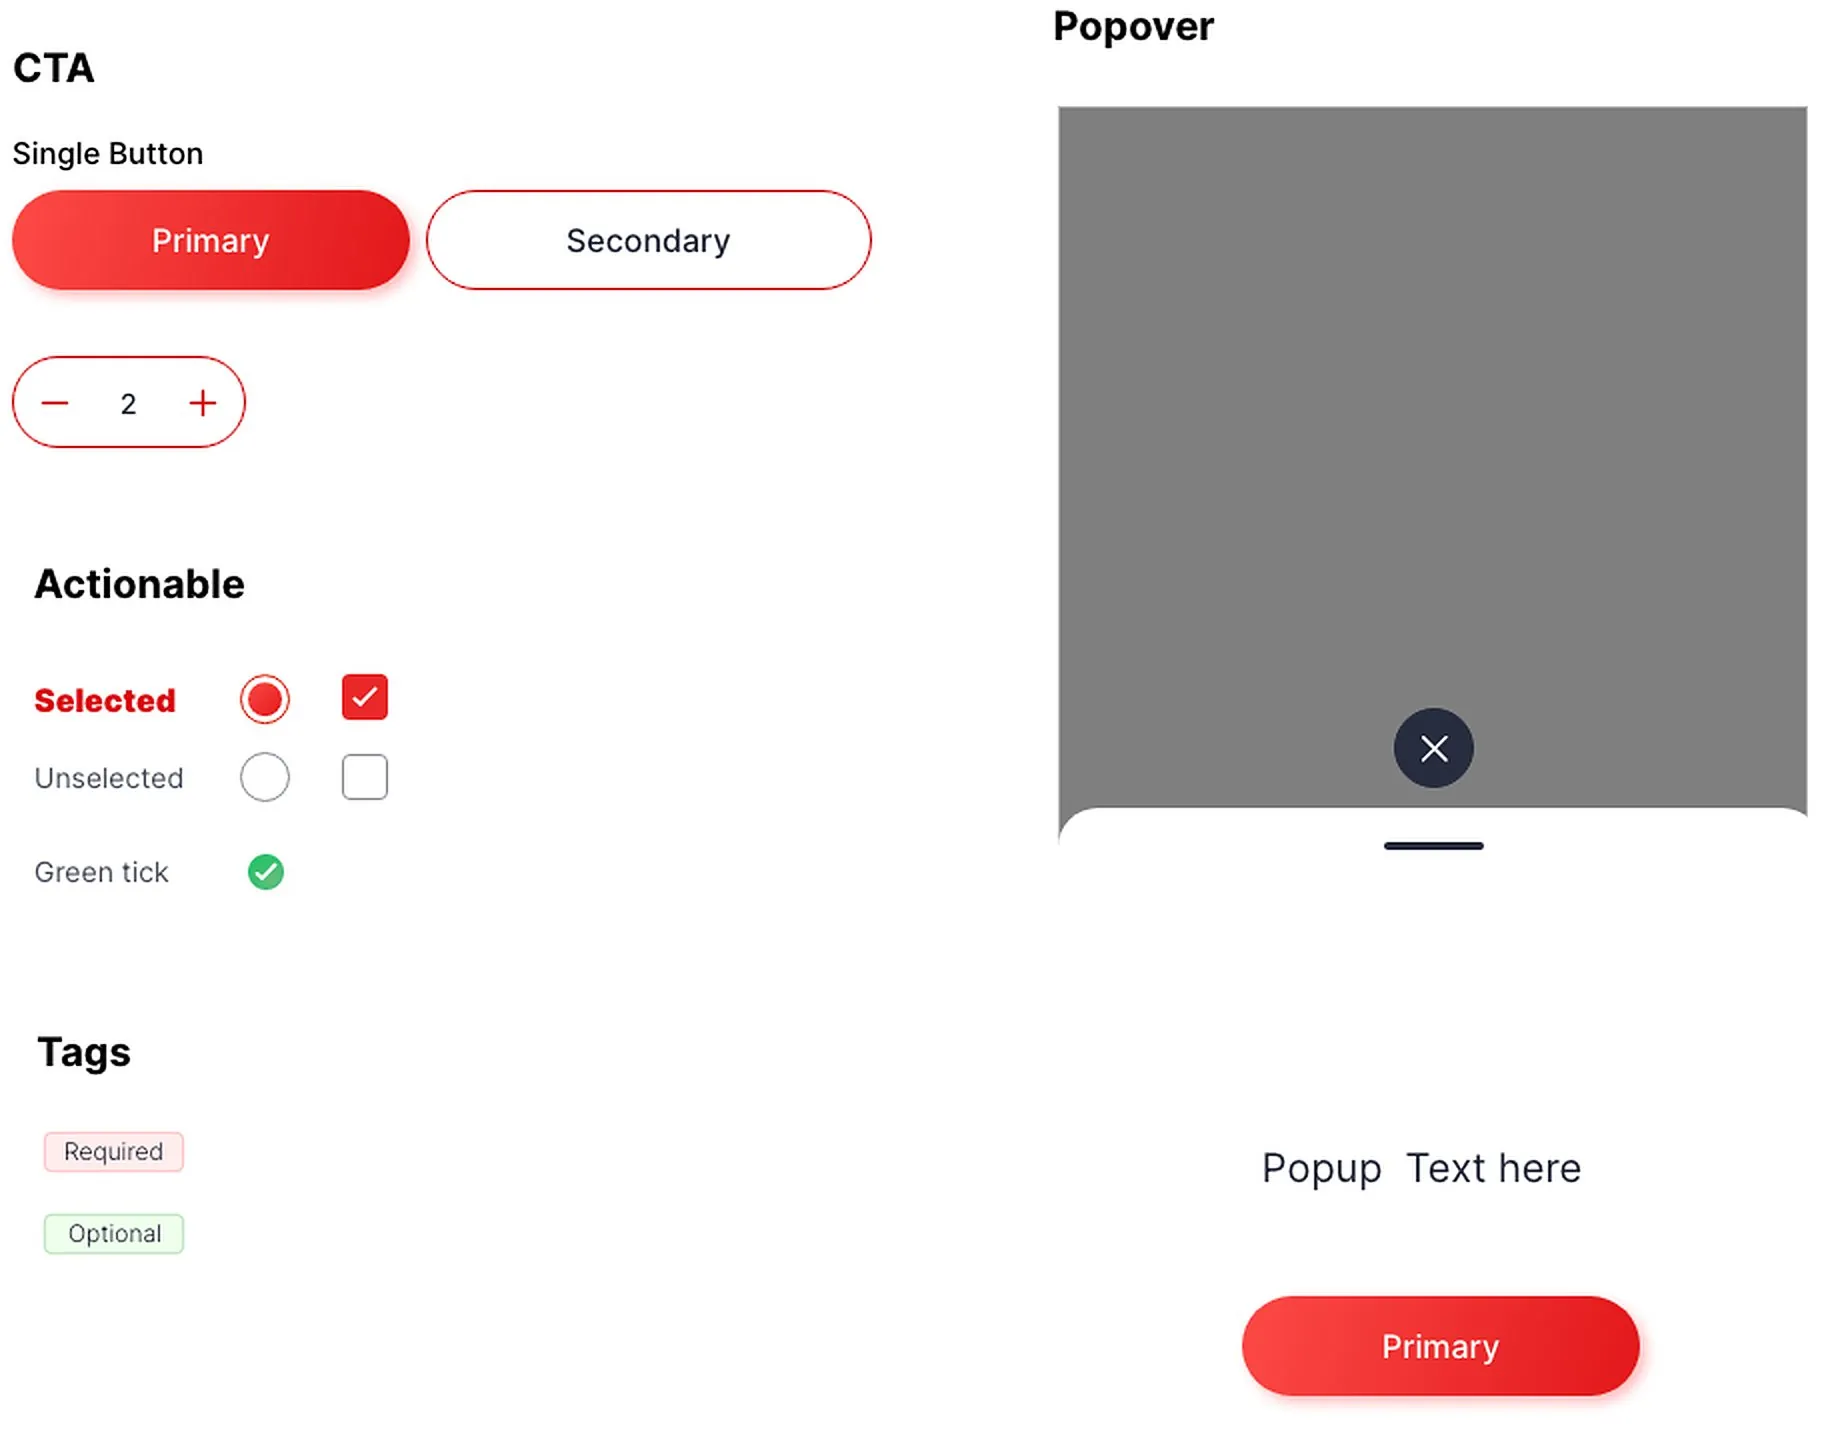 CTA
Single Button
Primary
Secondary
2
Actionable
Selected
Unselected
Green tick
Tags
Required
Optional
Popover
Popup Text here
Primary